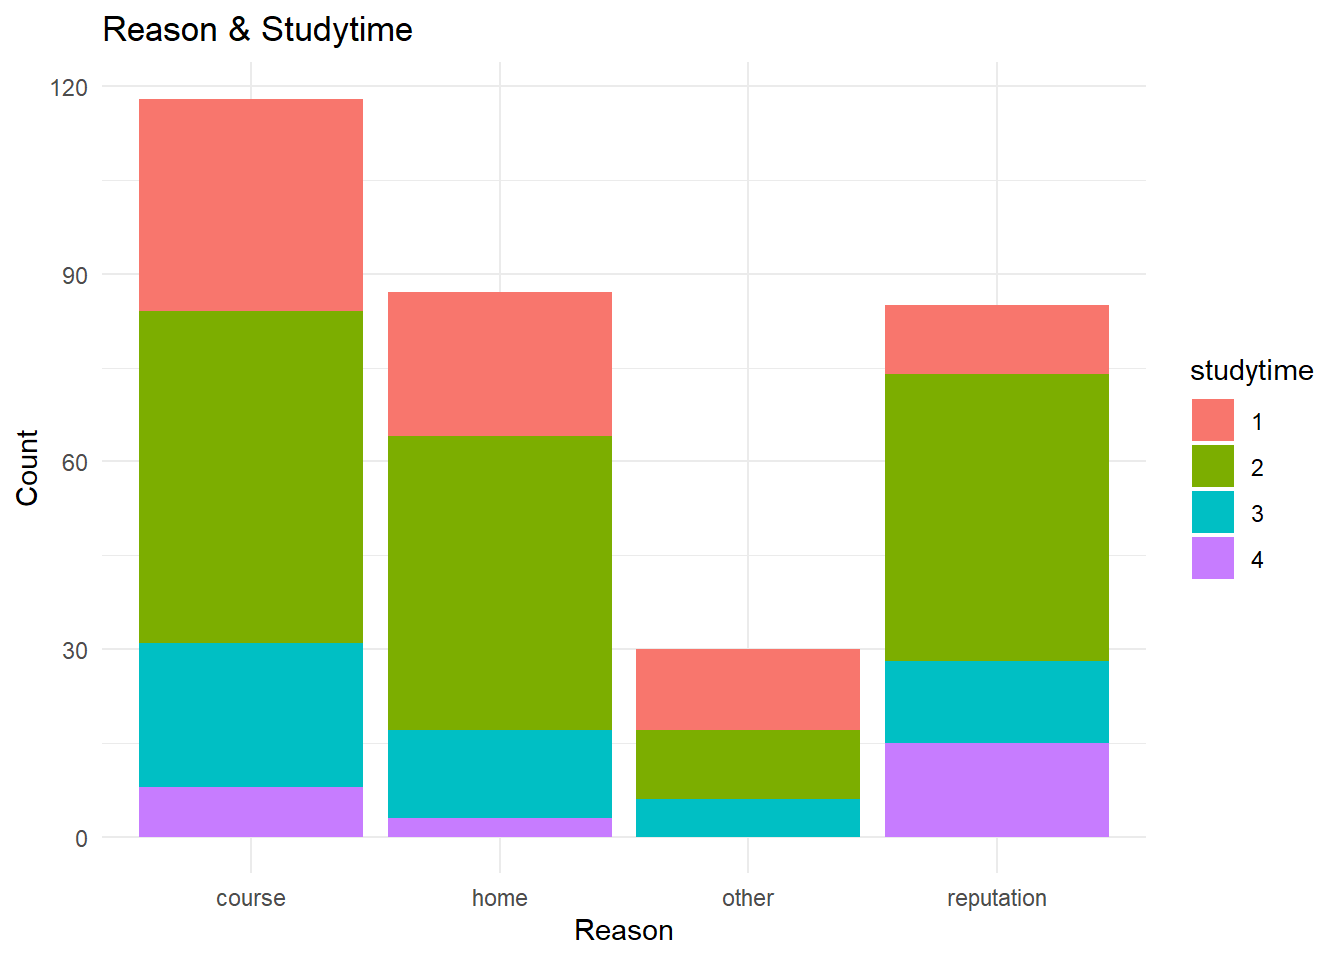 Reason & Studytime
120
90
60
30
0
Count
course
home
other
reputation
Reason
studytime
1
2
3
4